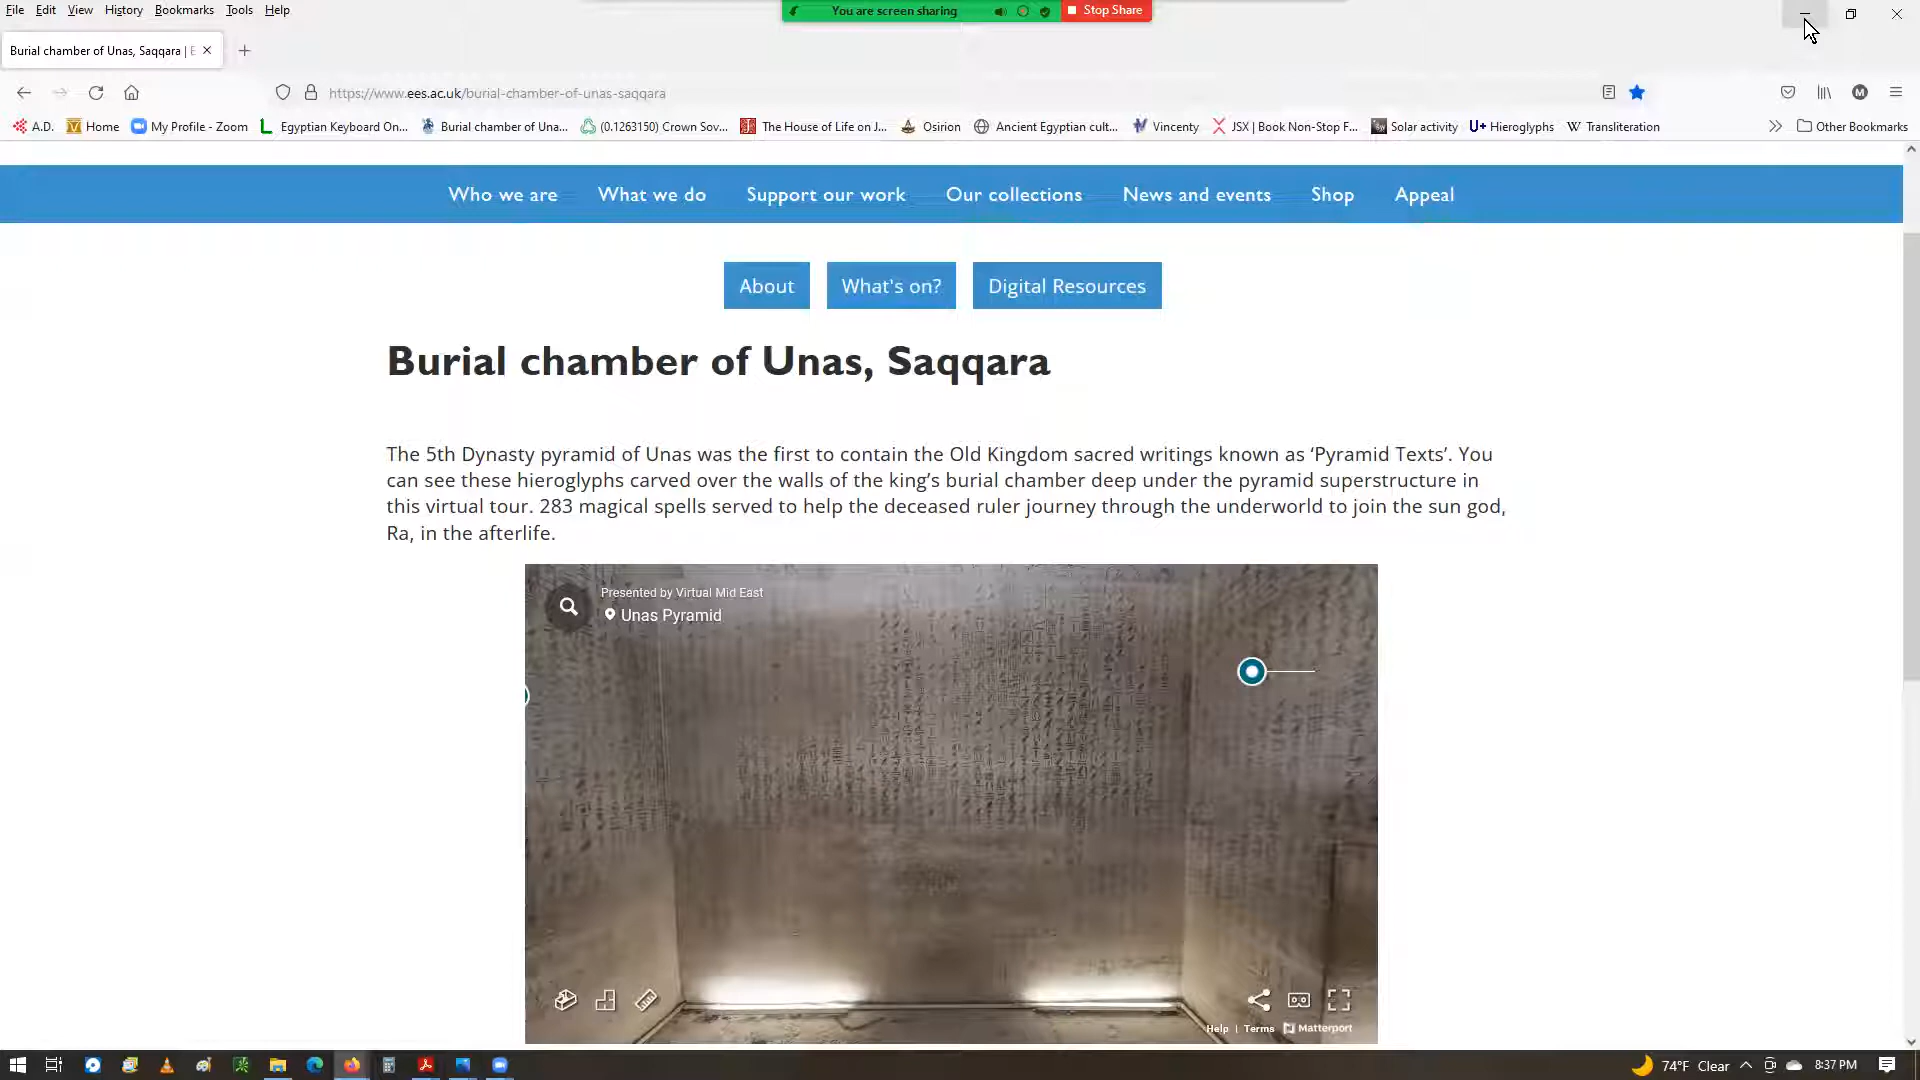 File Edit View History Bookmarks Tools Help
You are screen sharing
Stop Share
Burial chamber of Unas, Saqqara | E
https://www.ees.ac.uk/burial-chamber-of-unas-saqqara
A.D.
Home
My Profile - Zoom
Egyptian Keyboard On...
Burial chamber of Una...
(0.1263150) Crown Sov...
The House of Life on J...
Osirion
Ancient Egyptian cult...
Vincenty
JSX | Book Non-Stop F...
Solar activity
U+ Hieroglyphs
W Transliteration
Other Bookmarks
Who we are What we do Support our work Our collections News and events Shop Appeal
About What's on? Digital Resources
Burial chamber of Unas, Saqqara
The 5th Dynasty pyramid of Unas was the first to contain the Old Kingdom sacred writings known as ‘Pyramid Texts’. You
can see these hieroglyphs carved over the walls of the king’s burial chamber deep under the pyramid superstructure in
this virtual tour. 283 magical spells served to help the deceased ruler journey through the underworld to join the sun god,
Ra, in the afterlife.
Presented by Virtual Mid East
Unas Pyramid
Help | Terms Matterport
74°F Clear 8:37 PM